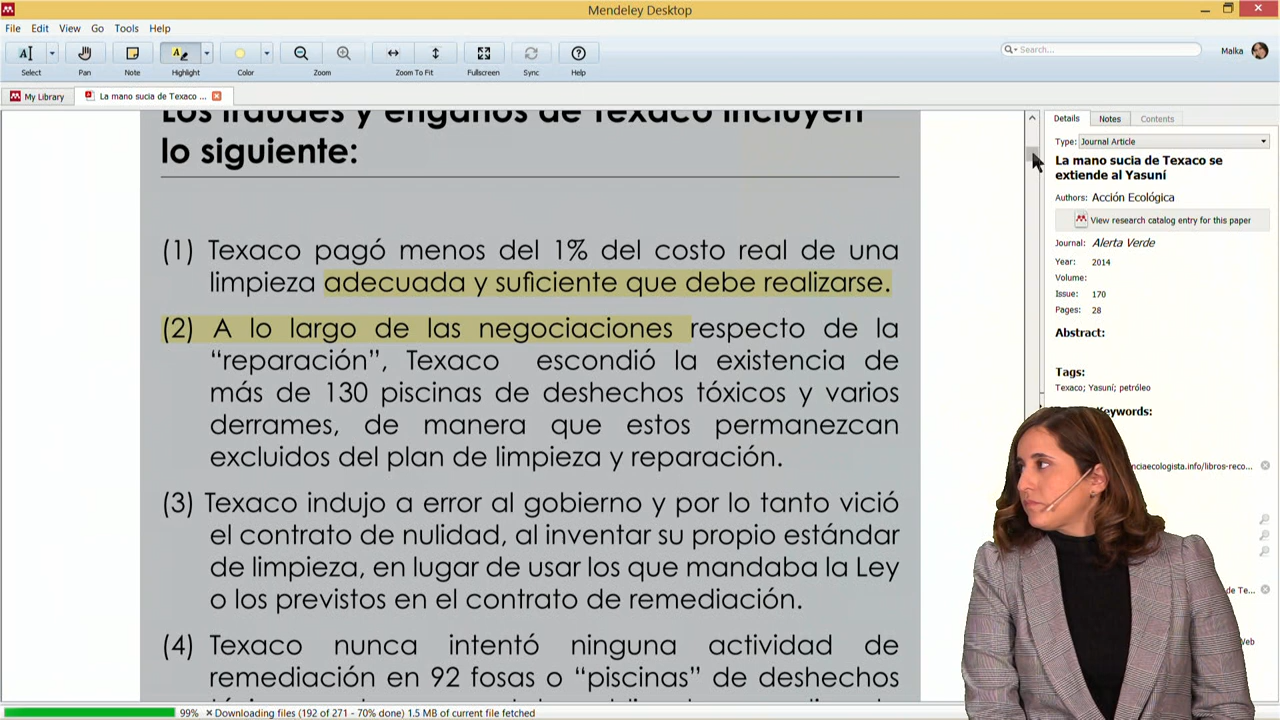 Mendeley Desktop
File Edit View Go Tools Help
Select Pan Note Highlight Color Zoom Zoom To Fit Fullscreen Sync Help
Search...
Malka
My Library
La mano sucia de Texaco ...
Los fraudes y engaños de Texaco incluyen
lo siguiente:
(1) Texaco pagó menos del 1% del costo real de una
limpieza adecuada y suficiente que debe realizarse.
(2) A lo largo de las negociaciones respecto de la
“reparación”, Texaco escondió la existencia de
más de 130 piscinas de deshechos tóxicos y varios
derrames, de manera que estos permanezcan
excluidos del plan de limpieza y reparación.
(3) Texaco indujo a error al gobierno y por lo tanto vició
el contrato de nulidad, al inventar su propio estándar
de limpieza, en lugar de usar los que mandaba la Ley
o los previstos en el contrato de remediación.
(4) Texaco nunca intentó ninguna actividad de
remediación en 92 fosas o “piscinas” de deshechos
Details Notes Contents
Type: Journal Article
La mano sucia de Texaco se
extiende al Yasuní
Authors: Acción Ecológica
View research catalog entry for this paper
Journal: Alerta Verde
Year: 2014
Volume:
Issue: 170
Pages: 28
Abstract:
Tags:
Texaco; Yasuní; petróleo
Keywords:
nciaecologista.info/libros-reco...
de Te...
Web
99% Downloading files (192 of 271 - 70% done) 1.5 MB of current file fetched